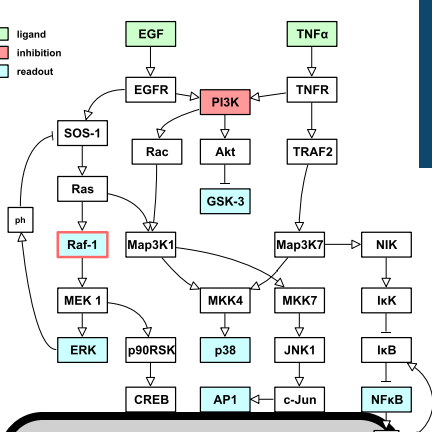 ligand
inhibition
readout
EGF
TNFα
EGFR
PI3K
TNFR
SOS-1
Rac
Akt
TRAF2
Ras
GSK-3
ph
Raf-1
Map3K1
Map3K7
NIK
MEK 1
MKK4
MKK7
IκK
ERK
p90RSK
p38
JNK1
IκB
CREB
AP1
c-Jun
NFκB